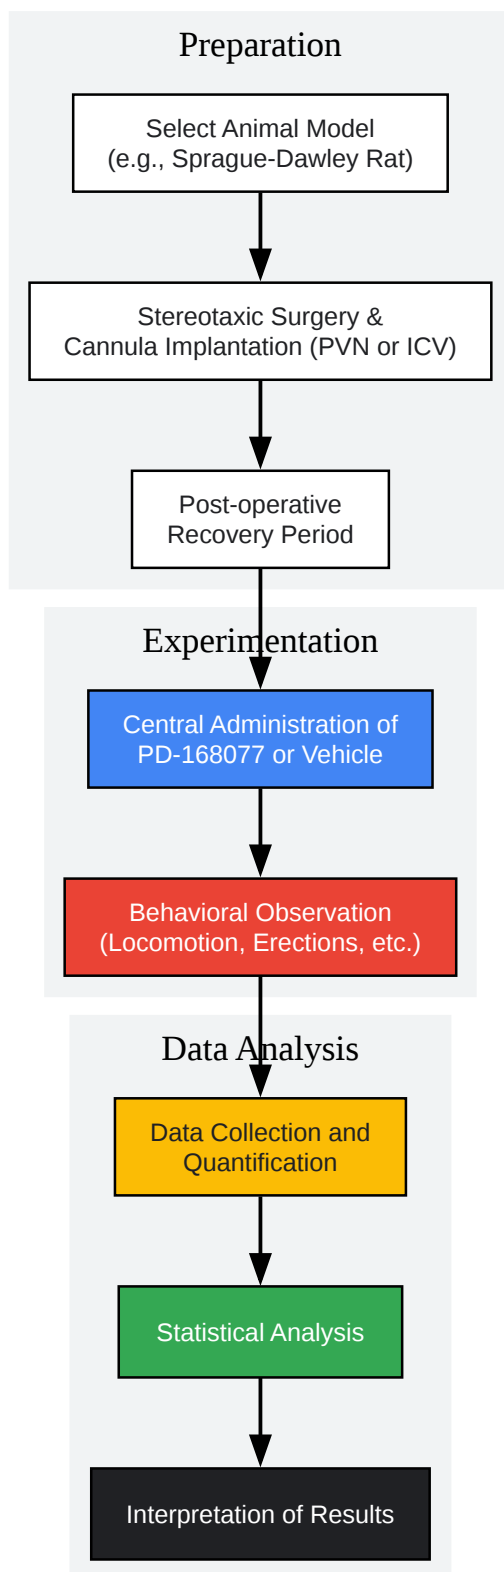 Preparation
Select Animal Model
(e.g., Sprague-Dawley Rat)
Stereotaxic Surgery &
Cannula Implantation (PVN or ICV)
Post-operative
Recovery Period
Experimentation
Central Administration of
PD-168077 or Vehicle
Behavioral Observation
(Locomotion, Erections, etc.)
Data Analysis
Data Collection and
Quantification
Statistical Analysis
Interpretation of Results